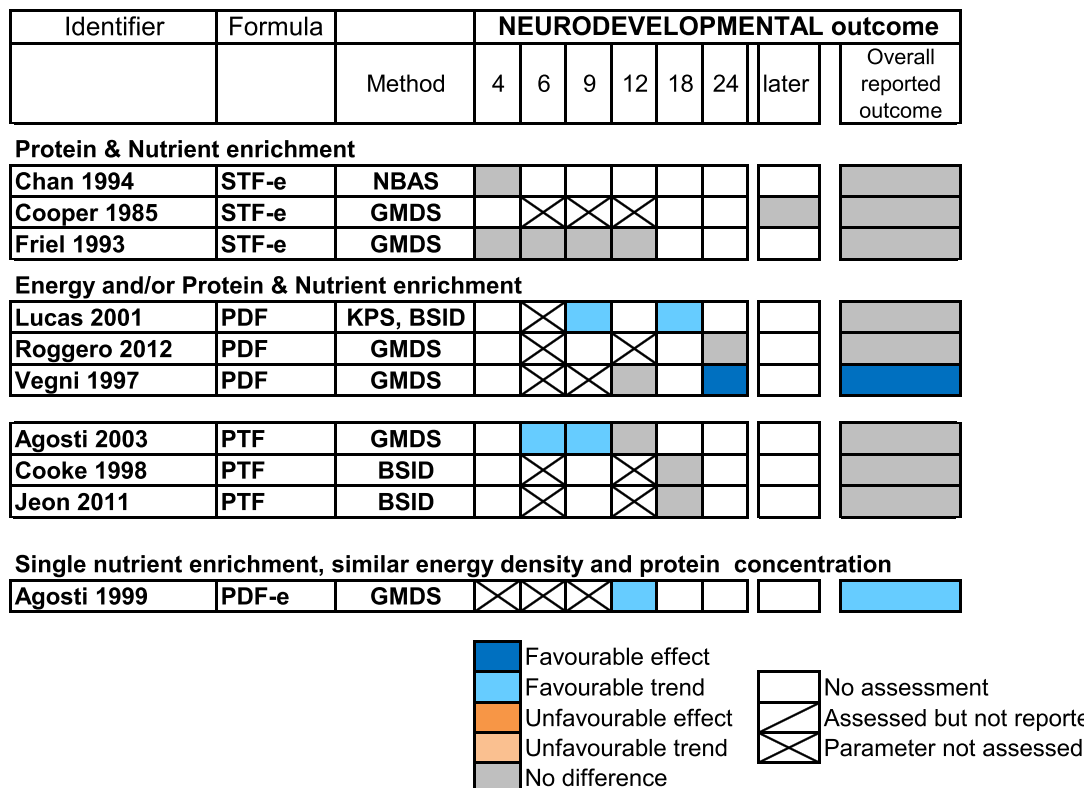 Identifier Formula NEURODEVELOPMENTAL outcome
Method 4 6 9 12 18 24 later Overall reported outcome
Protein & Nutrient enrichment
Chan 1994 STF-e NBAS
Cooper 1985 STF-e GMDS
Friel 1993 STF-e GMDS
Energy and/or Protein & Nutrient enrichment
Lucas 2001 PDF KPS, BSID
Roggero 2012 PDF GMDS
Vegni 1997 PDF GMDS
Agosti 2003 PTF GMDS
Cooke 1998 PTF BSID
Jeon 2011 PTF BSID
Single nutrient enrichment, similar energy density and protein concentration
Agosti 1999 PDF-e GMDS
Favourable effect
Favourable trend
Unfavourable effect
Unfavourable trend
No difference
No assessment
Assessed but not reporte
Parameter not assessed